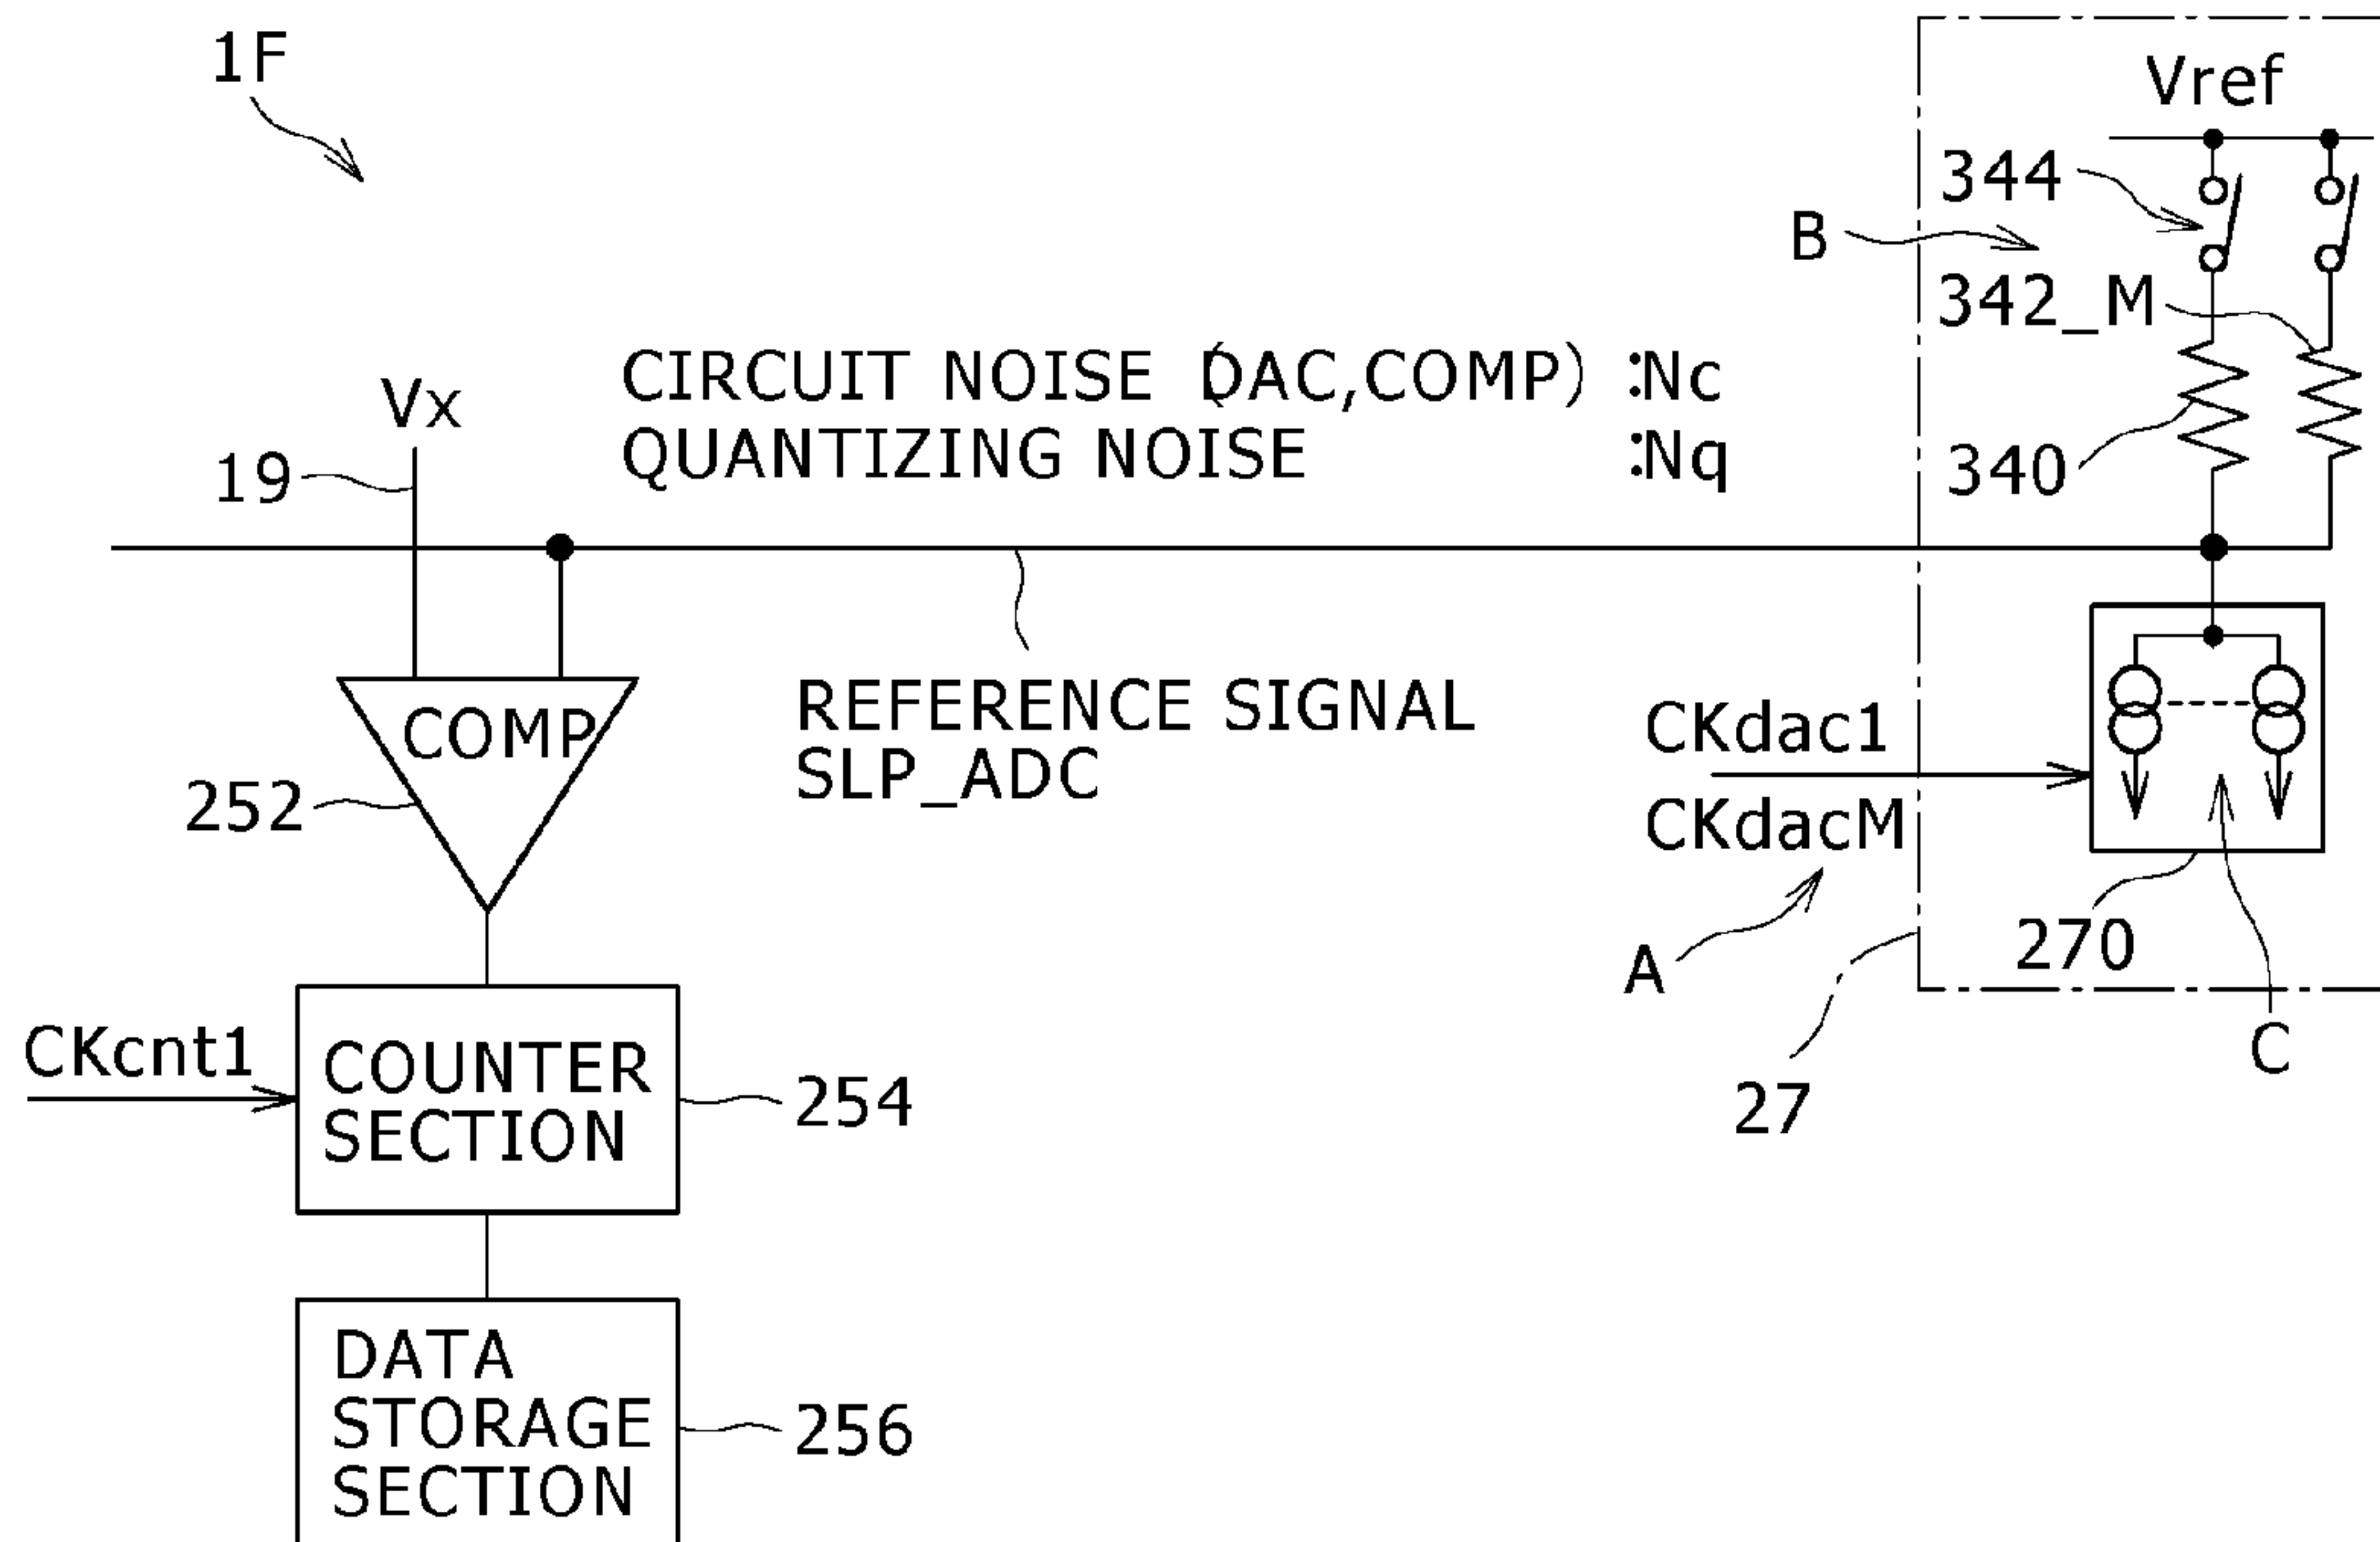 1F
Vref
344
B
342_M
CIRCUIT NOISE (DAC,COMP) :Nc
Vx
QUANTIZING NOISE :Nq
19
340
COMP
REFERENCE SIGNAL
SLP_ADC
CKdac1
CKdacM
252
270
A
C
CKcnt1
COUNTER
SECTION
254
27
DATA
STORAGE
SECTION
256